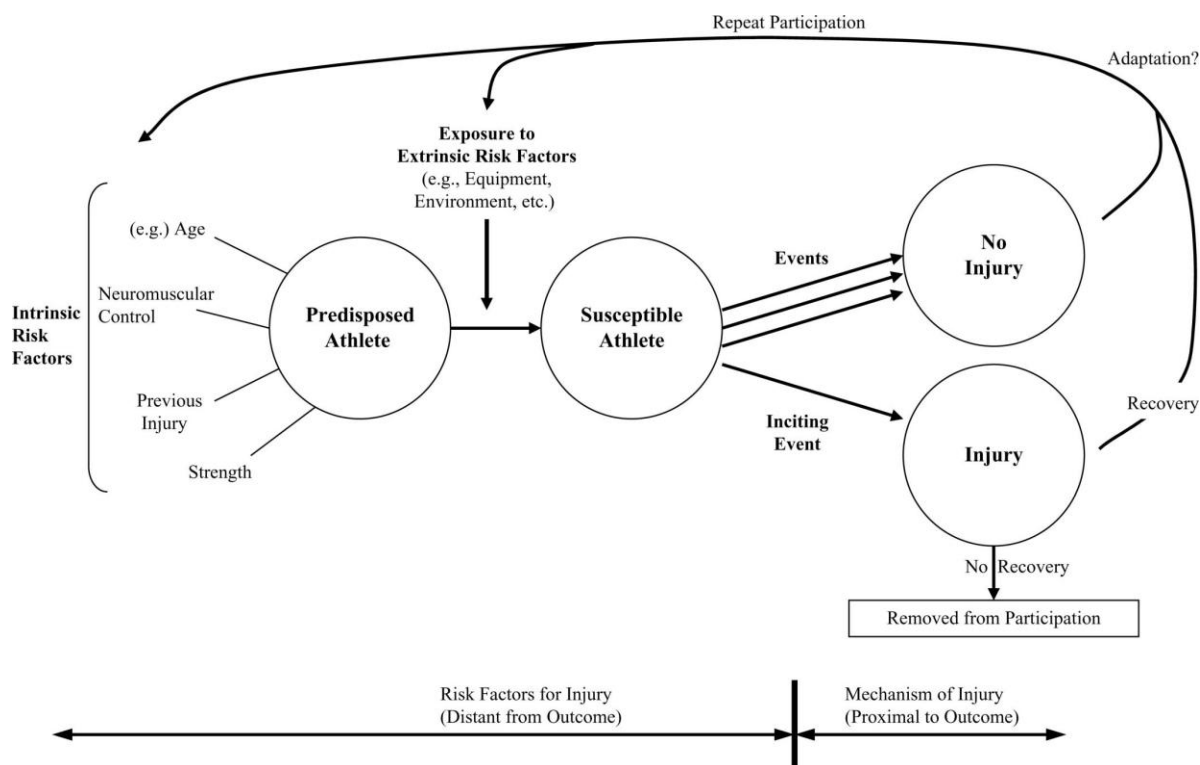 Repeat Participation
Adaptation?
Exposure to
Extrinsic Risk Factors
(e.g., Equipment,
Environment, etc.)
(e.g.) Age
Neuromuscular
Control
Intrinsic
Risk
Factors
Previous
Injury
Strength
Predisposed
Athlete
Susceptible
Athlete
Events
No
Injury
Inciting
Event
Injury
Recovery
No Recovery
Removed from Participation
Risk Factors for Injury
(Distant from Outcome)
Mechanism of Injury
(Proximal to Outcome)